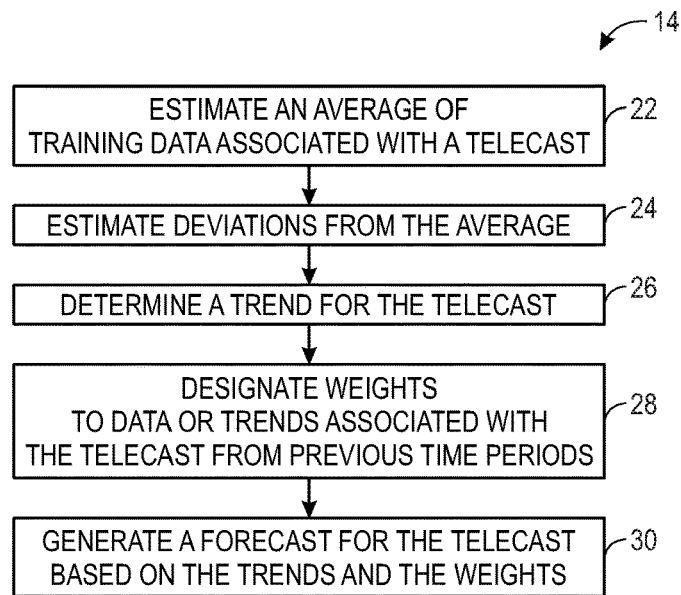 14
ESTIMATE AN AVERAGE OF
TRAINING DATA ASSOCIATED WITH A TELECAST
22
ESTIMATE DEVIATIONS FROM THE AVERAGE
24
DETERMINE A TREND FOR THE TELECAST
26
DESIGNATE WEIGHTS
TO DATA OR TRENDS ASSOCIATED WITH
THE TELECAST FROM PREVIOUS TIME PERIODS
28
GENERATE A FORECAST FOR THE TELECAST
BASED ON THE TRENDS AND THE WEIGHTS
30